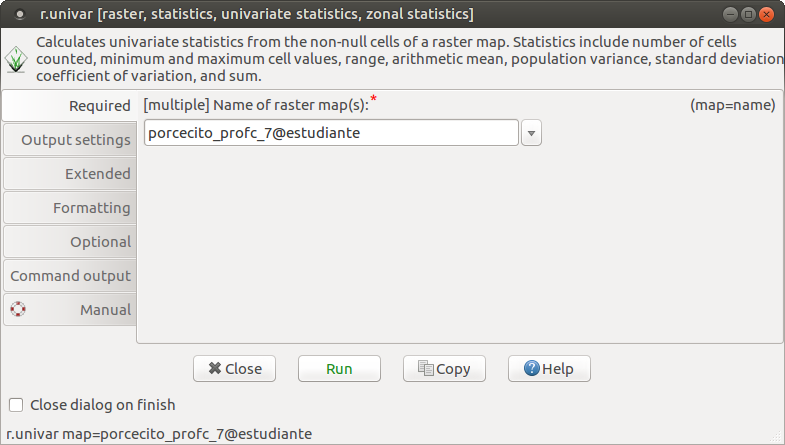 r.univar [raster, statistics, univariate statistics, zonal statistics]
Calculates univariate statistics from the non-null cells of a raster map. Statistics include number of cells
counted, minimum and maximum cell values, range, arithmetic mean, population variance, standard deviation
coefficient of variation, and sum.
Required
[multiple] Name of raster map(s):*
(map=name)
porcecito_profc_7@estudiante
Output settings
Extended
Formatting
Optional
Command output
Manual
Close
Run
Copy
Help
Close dialog on finish
r.univar map=porcecito_profc_7@estudiante